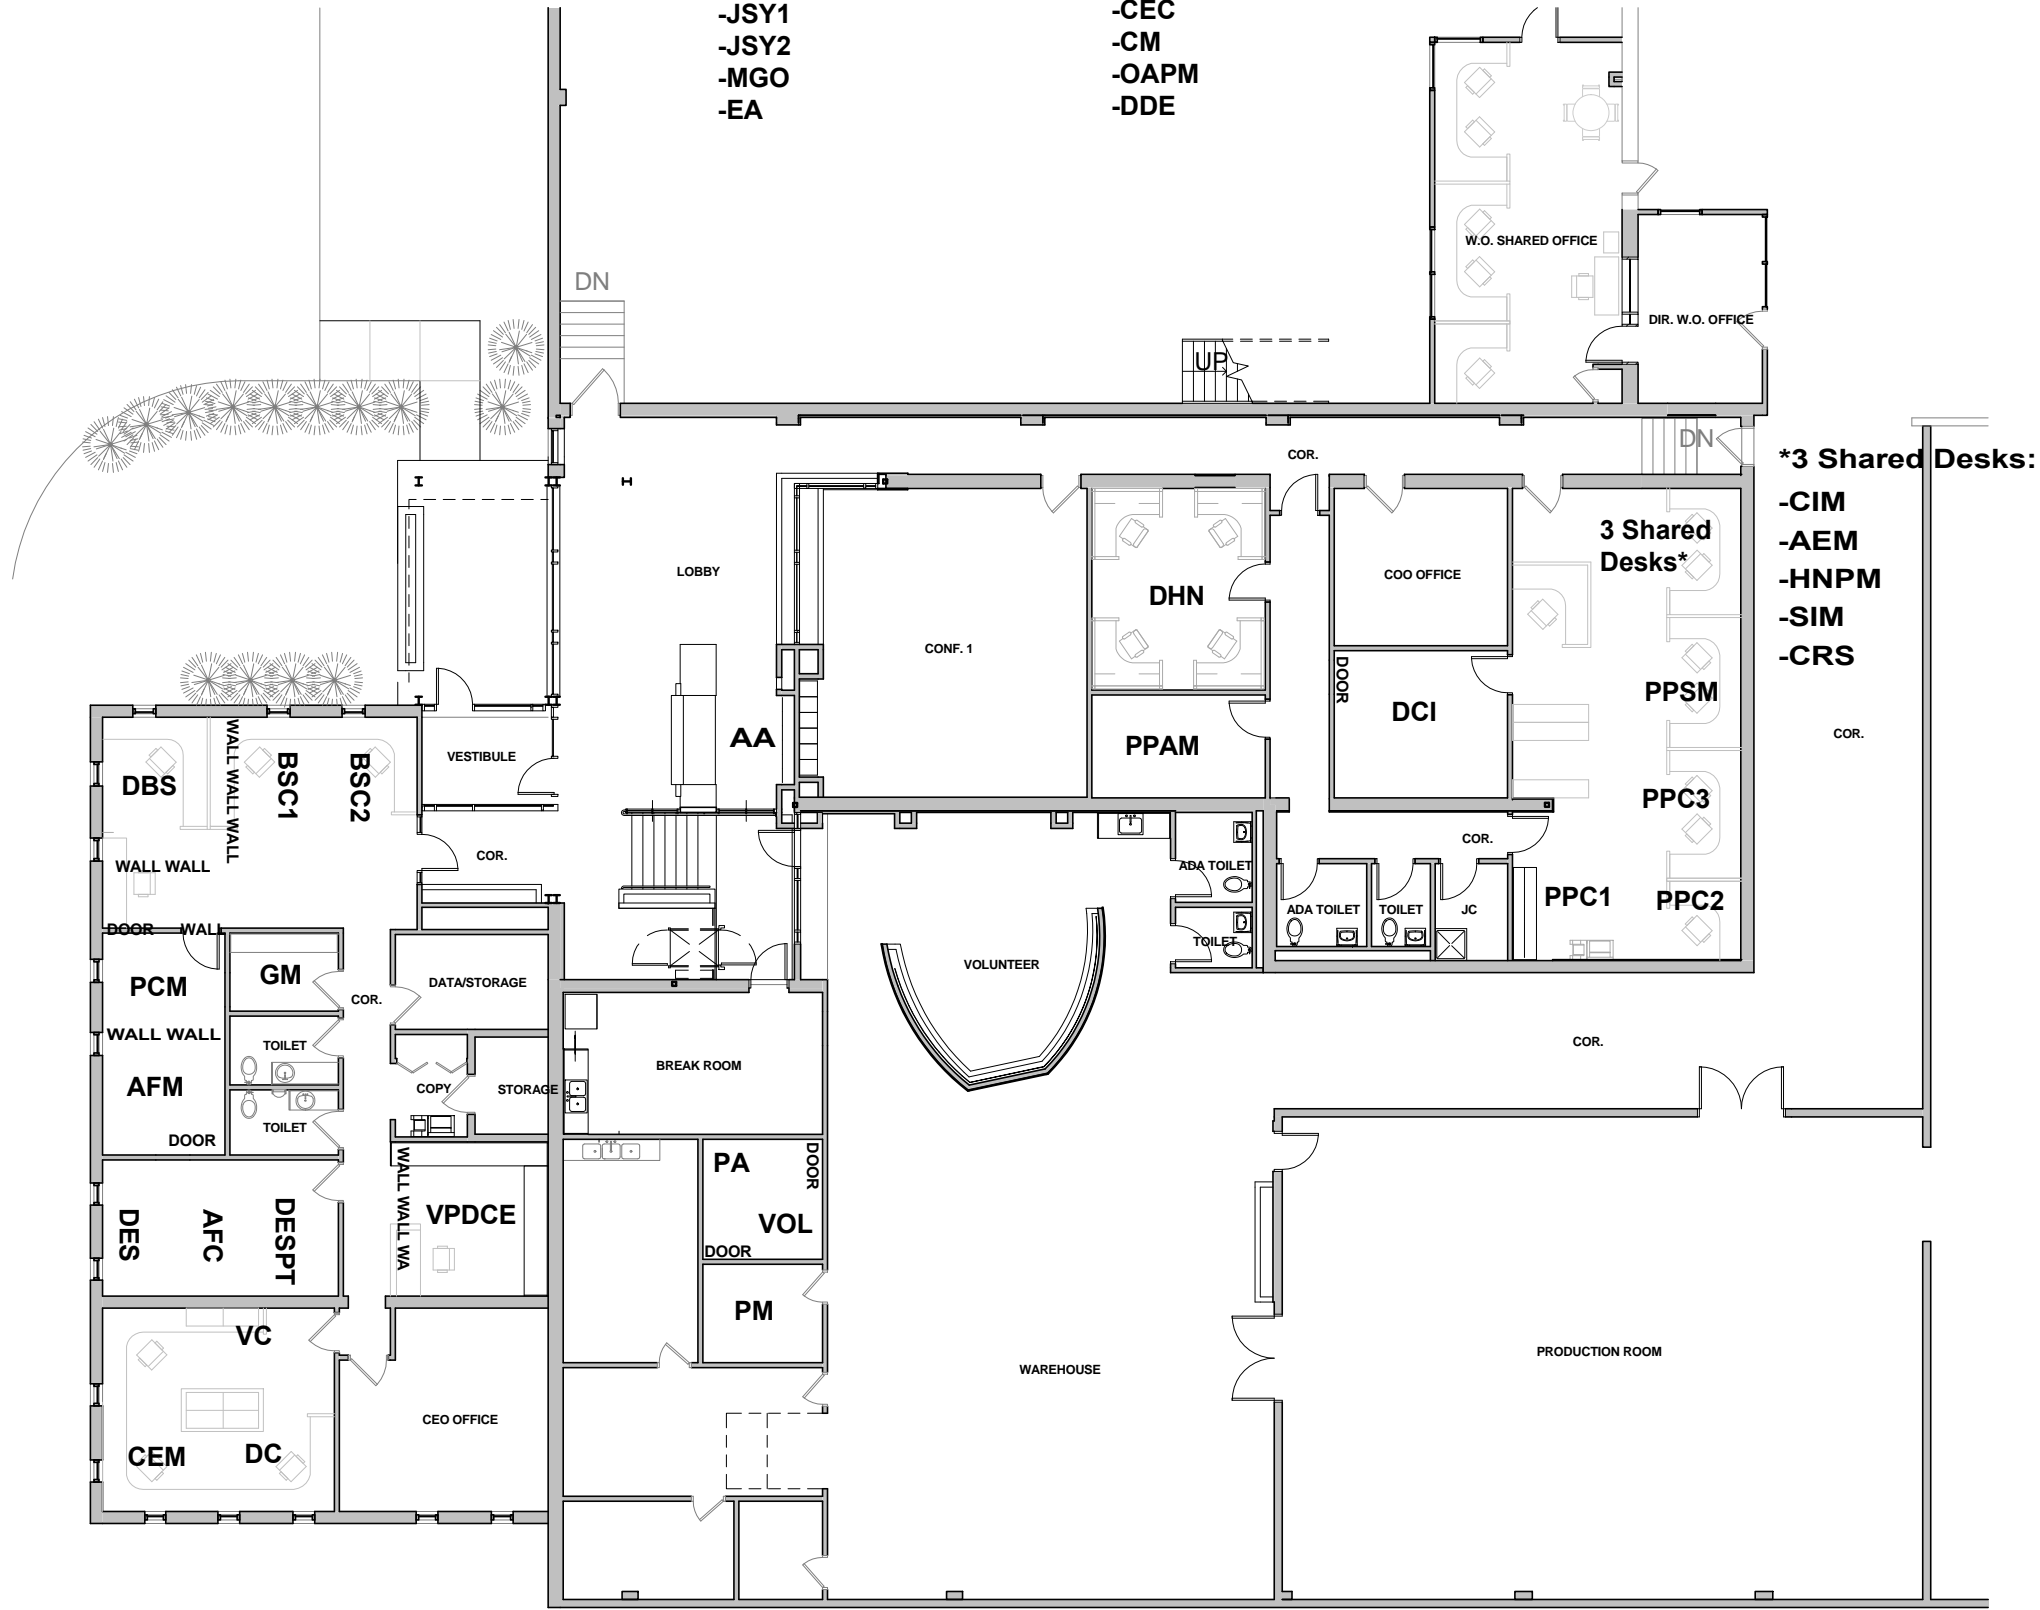 -JSY1
-JSY2
-MGO
-EA
-CEC
-CM
-OAPM
-DDE
W.O. SHARED OFFICE
DIR. W.O. OFFICE
DN
UP
DN
COR.
*3 Shared Desks:
-CIM
-AEM
-HNPM
-SIM
-CRS
3 Shared
Desks*
LOBBY
COO OFFICE
DHN
CONF. 1
DOOR
DCI
PPSM
PPAM
AA
COR.
VESTIBULE
DBS
WALL WALL WALL
BSC1
BSC2
PPC3
COR.
COR.
WALL WALL
ADA TOILET
PPC1
PPC2
ADA TOILET
TOILET
JC
DOOR
WALL
TOILET
VOLUNTEER
GM
PCM
DATA/STORAGE
COR.
WALL WALL
TOILET
COR.
BREAK ROOM
AFM
COPY
STORAGE
TOILET
DOOR
PA
DOOR
WALL WALL WA
VPDCE
VOL
DES
AFC
DESPT
DOOR
PM
VC
PRODUCTION ROOM
WAREHOUSE
CEO OFFICE
CEM
DC